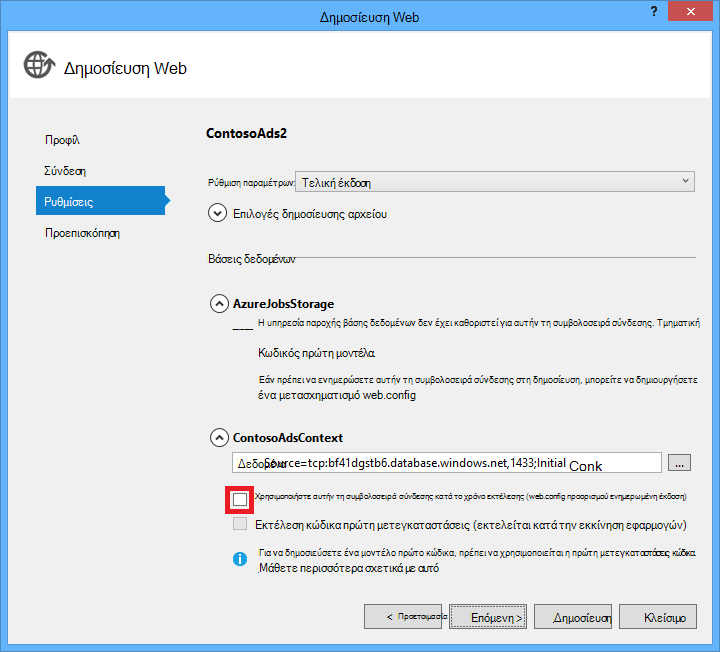 Δημοσίευση Web
?
Δημοσίευση Web
Προφίλ
Σύνδεση
Ρυθμίσεις
Προεπισκόπηση
ContosoAds2
Ρύθμιση παραμέτρων: Τελική έκδοση
Επιλογές δημοσίευσης αρχείου
Βάσεις δεδομένων
AzureJobsStorage
Η υπηρεσία παροχής βάσης δεδομένων δεν έχει καθοριστεί για αυτήν τη συμβολοσειρά σύνδεσης. Τμηματική
Κωδικός πρώτη μοντέλα
Εάν πρέπει να ενημερώσετε αυτήν τη συμβολοσειρά σύνδεσης στη δημοσίευση, μπορείτε να δημιουργήσετε
ένα μετασχηματισμό web.config
ContosoAdsContext
Δεδομένα Source=tcp:bf41dgstb6.database.windows.net,1433;Initial Conk
...
Χρησιμοποιήστε αυτήν τη συμβολοσειρά σύνδεσης κατά το χρόνο εκτέλεσης (web.config προορισμού ενημερωμένη έκδοση)
Εκτέλεση κώδικα πρώτη μετεγκαταστάσεις (εκτελείται κατά την εκκίνηση εφαρμογών)
Για να δημοσιεύσετε ένα μοντέλο πρώτο κώδικα, πρέπει να χρησιμοποιείται η πρώτη μετεγκαταστάσεις κώδικα.
Μάθετε περισσότερα σχετικά με αυτό
< Προετοιμασία
Επόμενη >
Δημοσίευση
Κλείσιμο